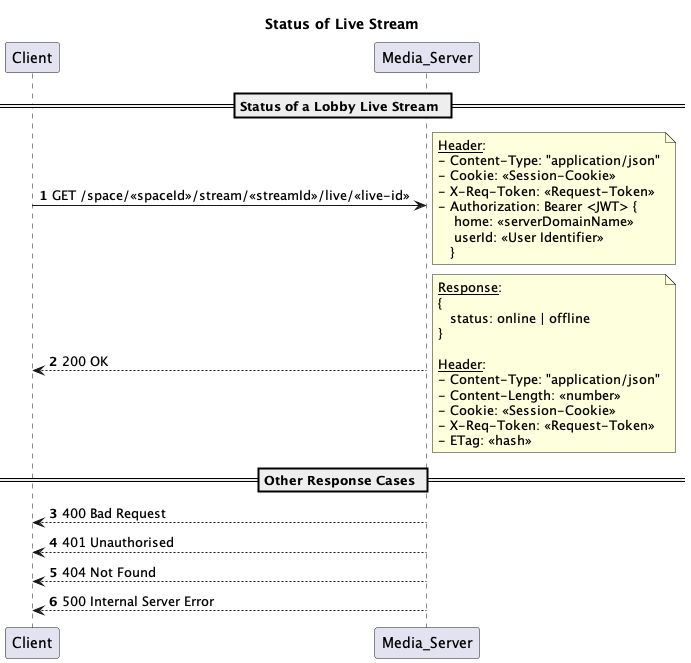 Status of Live Stream
Client
Media_Server
Status of a Lobby Live Stream
Header:
- Content-Type: "application/json"
- Cookie: «Session-Cookie»
- X-Req-Token: «Request-Token»
- Authorization: Bearer <JWT> {
home: «serverDomainName»
userId: «User Identifier»
}
1 GET /space/«spaceId»/stream/«streamId»/live/«live-id»
Response:
{
status: online | offline
}
Header:
- Content-Type: "application/json"
- Content-Length: «number»
- Cookie: «Session-Cookie»
- X-Req-Token: «Request-Token»
- ETag: «hash»
2 200 OK
Other Response Cases
3 400 Bad Request
4 401 Unauthorised
5 404 Not Found
6 500 Internal Server Error
Client
Media_Server